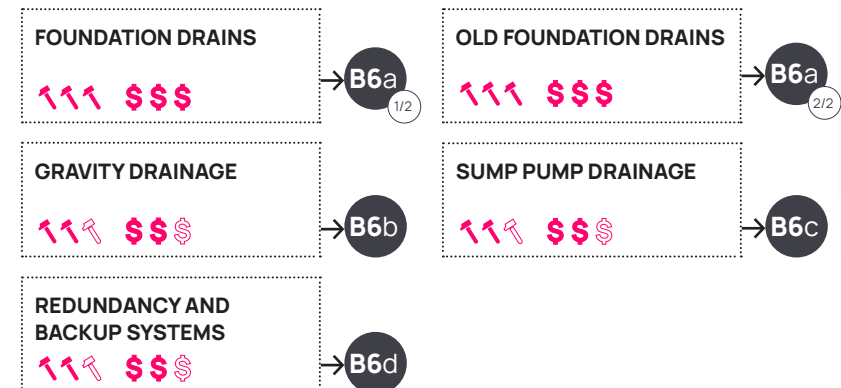 FOUNDATION DRAINS
$$$
B6a
1/2
OLD FOUNDATION DRAINS
$$$
B6a
2/2
GRAVITY DRAINAGE
$$$
B6b
SUMP PUMP DRAINAGE
$$$
B6c
REDUNDANCY AND
BACKUP SYSTEMS
$$$
B6d